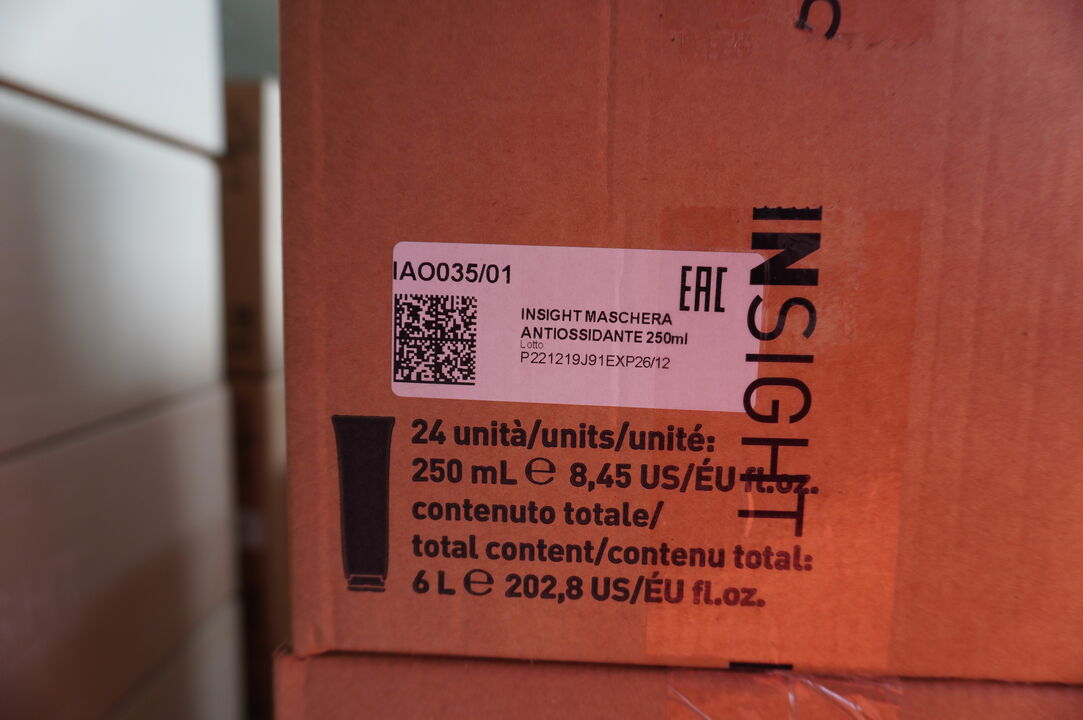 IAO035/01
EAC
INSIGHT MASCHERA
ANTIOSSIDANTE 250ml
Lotto
P221219J91EXP26/12
INSIGHT
24 unità/units/unité:
250 mL ℮ 8,45 US/ÉU fl.oz.
contenuto totale/
total content/contenu total:
6 L ℮ 202,8 US/ÉU fl.oz.